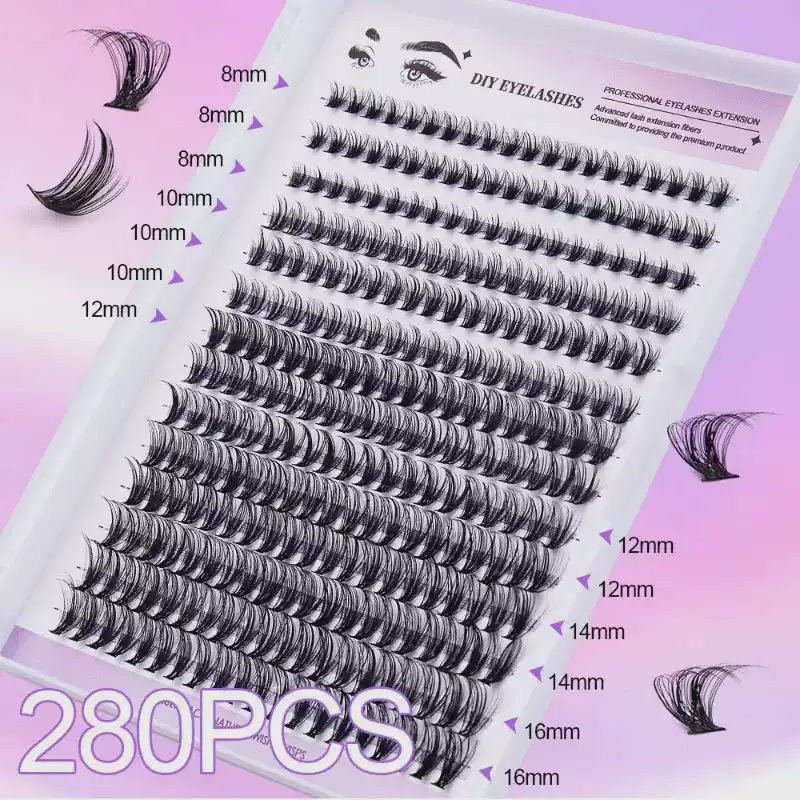 DIY EYELASHES
PROFESSIONAL EYELASHES EXTENSION
Advanced lash extension fibers
Committed to providing the premium product
8mm
8mm
8mm
10mm
10mm
10mm
12mm
12mm
12mm
14mm
14mm
16mm
16mm
280PCS